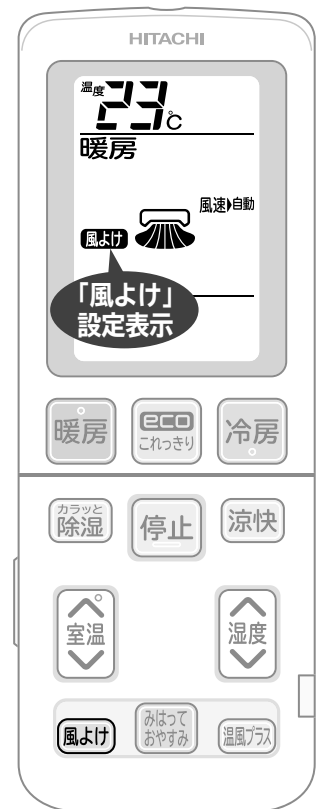 HITACHI
温度23℃
暖房
風速▶自動
風よけ
「風よけ」
設定表示
暖房
eco
これっきり
冷房
カラッと
除湿
停止
涼快
室温
湿度
風よけ
みはって
おやすみ
温風プラス